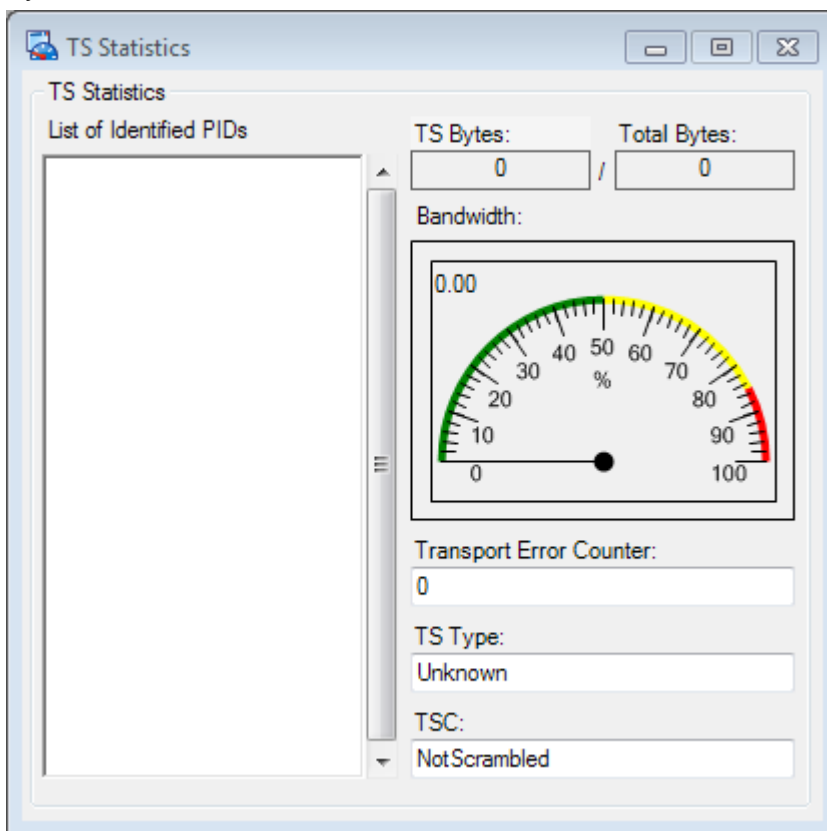 TS Statistics
TS Statistics
List of Identified PIDs
TS Bytes: Total Bytes:
0 / 0
Bandwidth:
0.00
0 10 20 30 40 50 60 70 80 90 100
%
Transport Error Counter:
0
TS Type:
Unknown
TSC:
NotScrambled